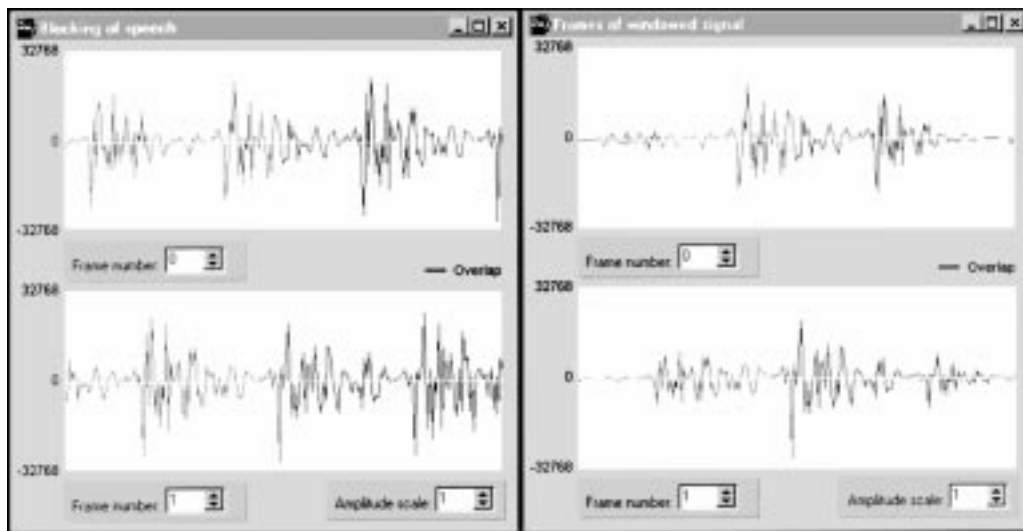 Blocking of speech
32768
0
-32768
Frame number: 0
Overlap
32768
0
-32768
Frame number: 1
Amplitude scale: 1
Frames of windowed signal
32768
0
-32768
Frame number: 0
Overlap
32768
0
-32768
Frame number: 1
Amplitude scale: 1